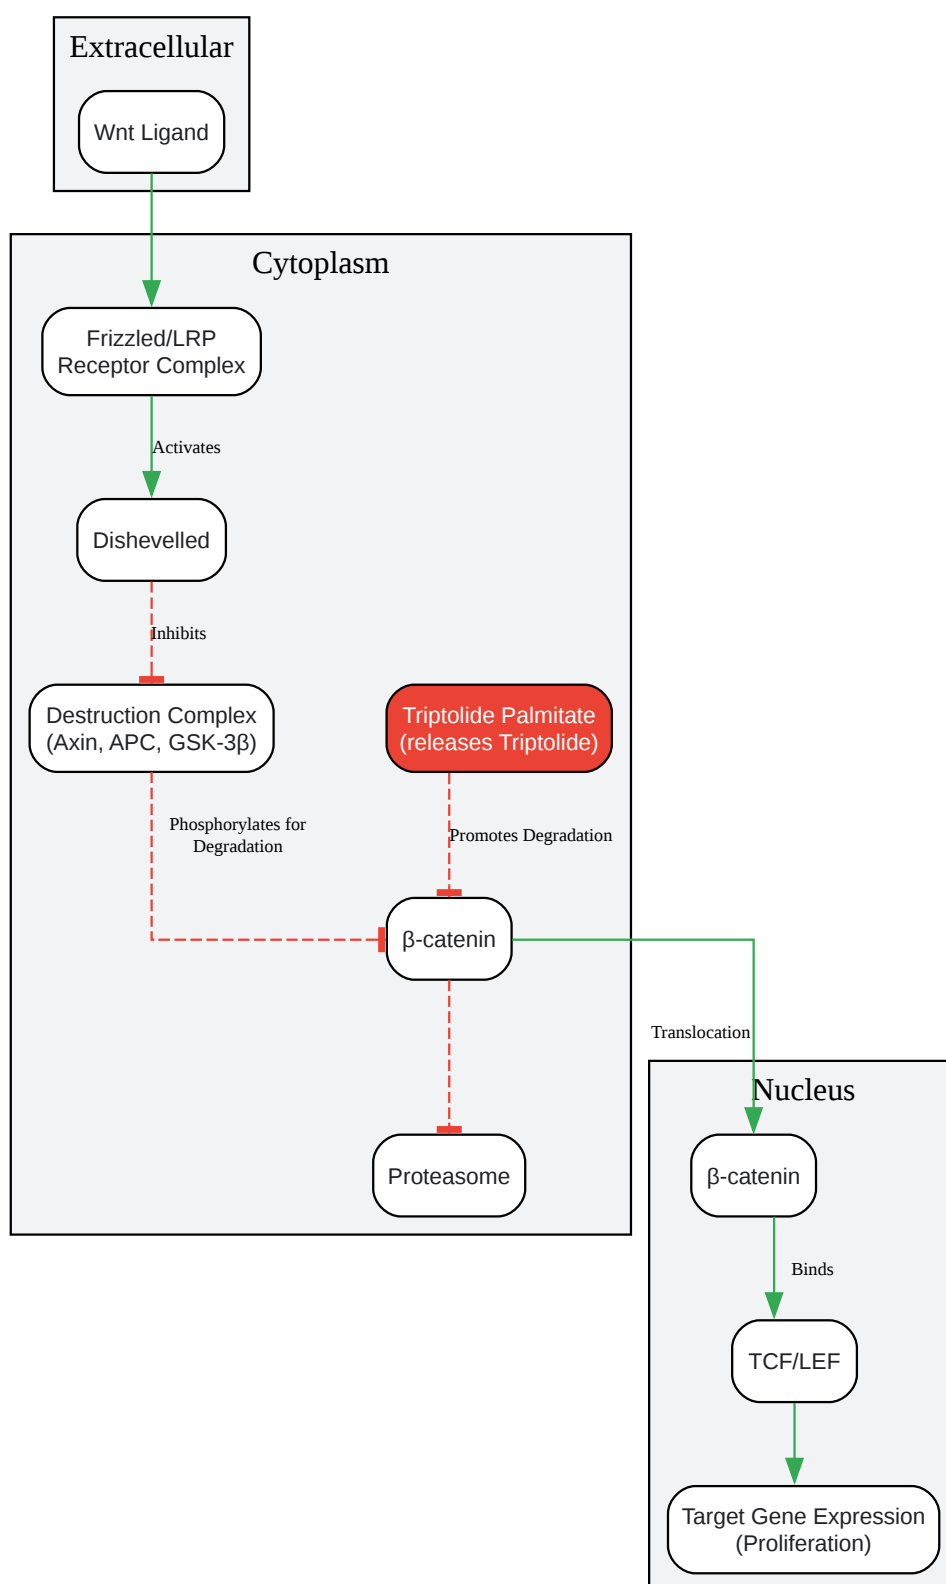 Extracellular
Wnt Ligand
Cytoplasm
Frizzled/LRP
Receptor Complex
Activates
Dishevelled
Inhibits
Destruction Complex
(Axin, APC, GSK-3β)
Triptolide Palmitate
(releases Triptolide)
Phosphorylates for
Degradation
Promotes Degradation
β-catenin
Translocation
Proteasome
Nucleus
β-catenin
Binds
TCF/LEF
Target Gene Expression
(Proliferation)